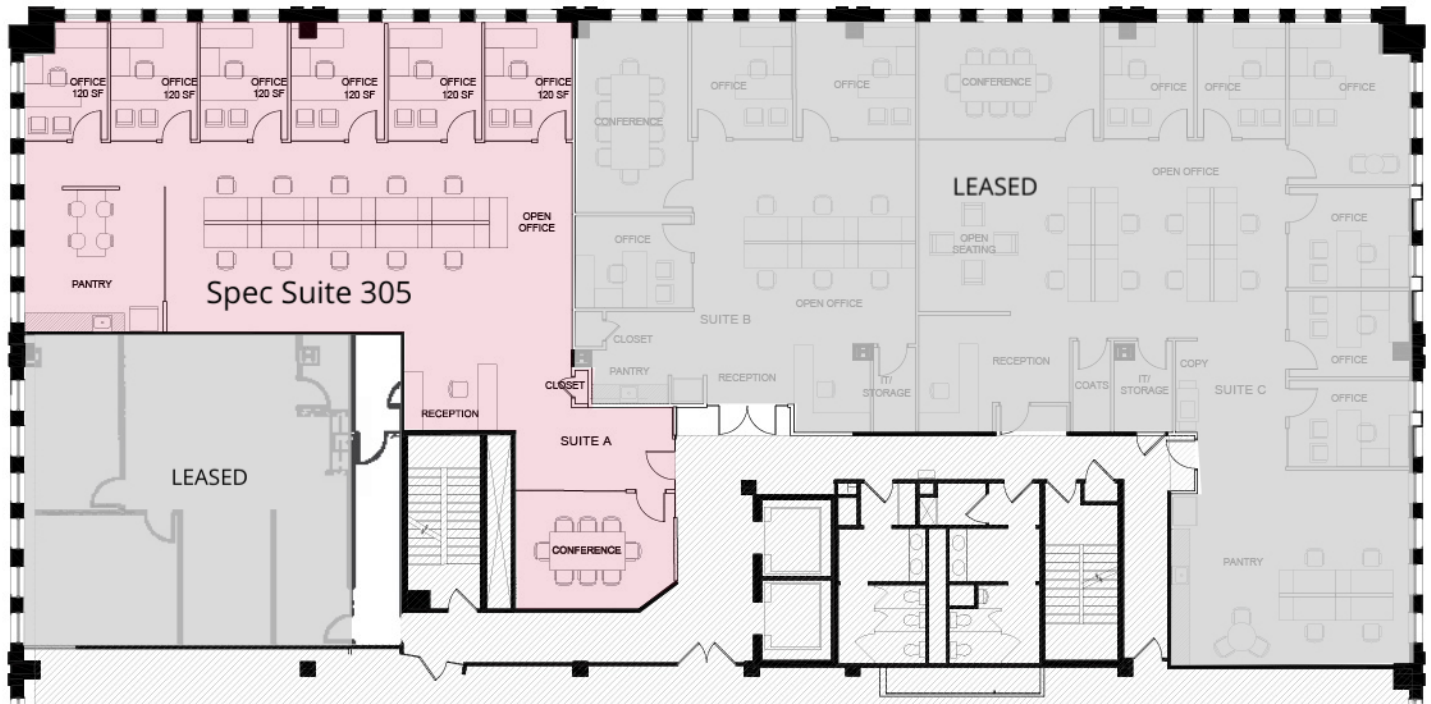 OFFICE
120 SF
OFFICE
120 SF
OFFICE
120 SF
OFFICE
120 SF
OFFICE
120 SF
OFFICE
120 SF
CONFERENCE
OFFICE
OFFICE
CONFERENCE
OFFICE
OFFICE
OFFICE
LEASED
OPEN OFFICE
OPEN
OFFICE
OPEN
SEATING
OFFICE
OFFICE
PANTRY
Spec Suite 305
OPEN OFFICE
SUITE B
CLOSET
PANTRY
RECEPTION
IT/
STORAGE
RECEPTION
COATS
IT/
STORAGE
COPY
SUITE C
OFFICE
OFFICE
CLOSET
RECEPTION
SUITE A
LEASED
CONFERENCE
PANTRY